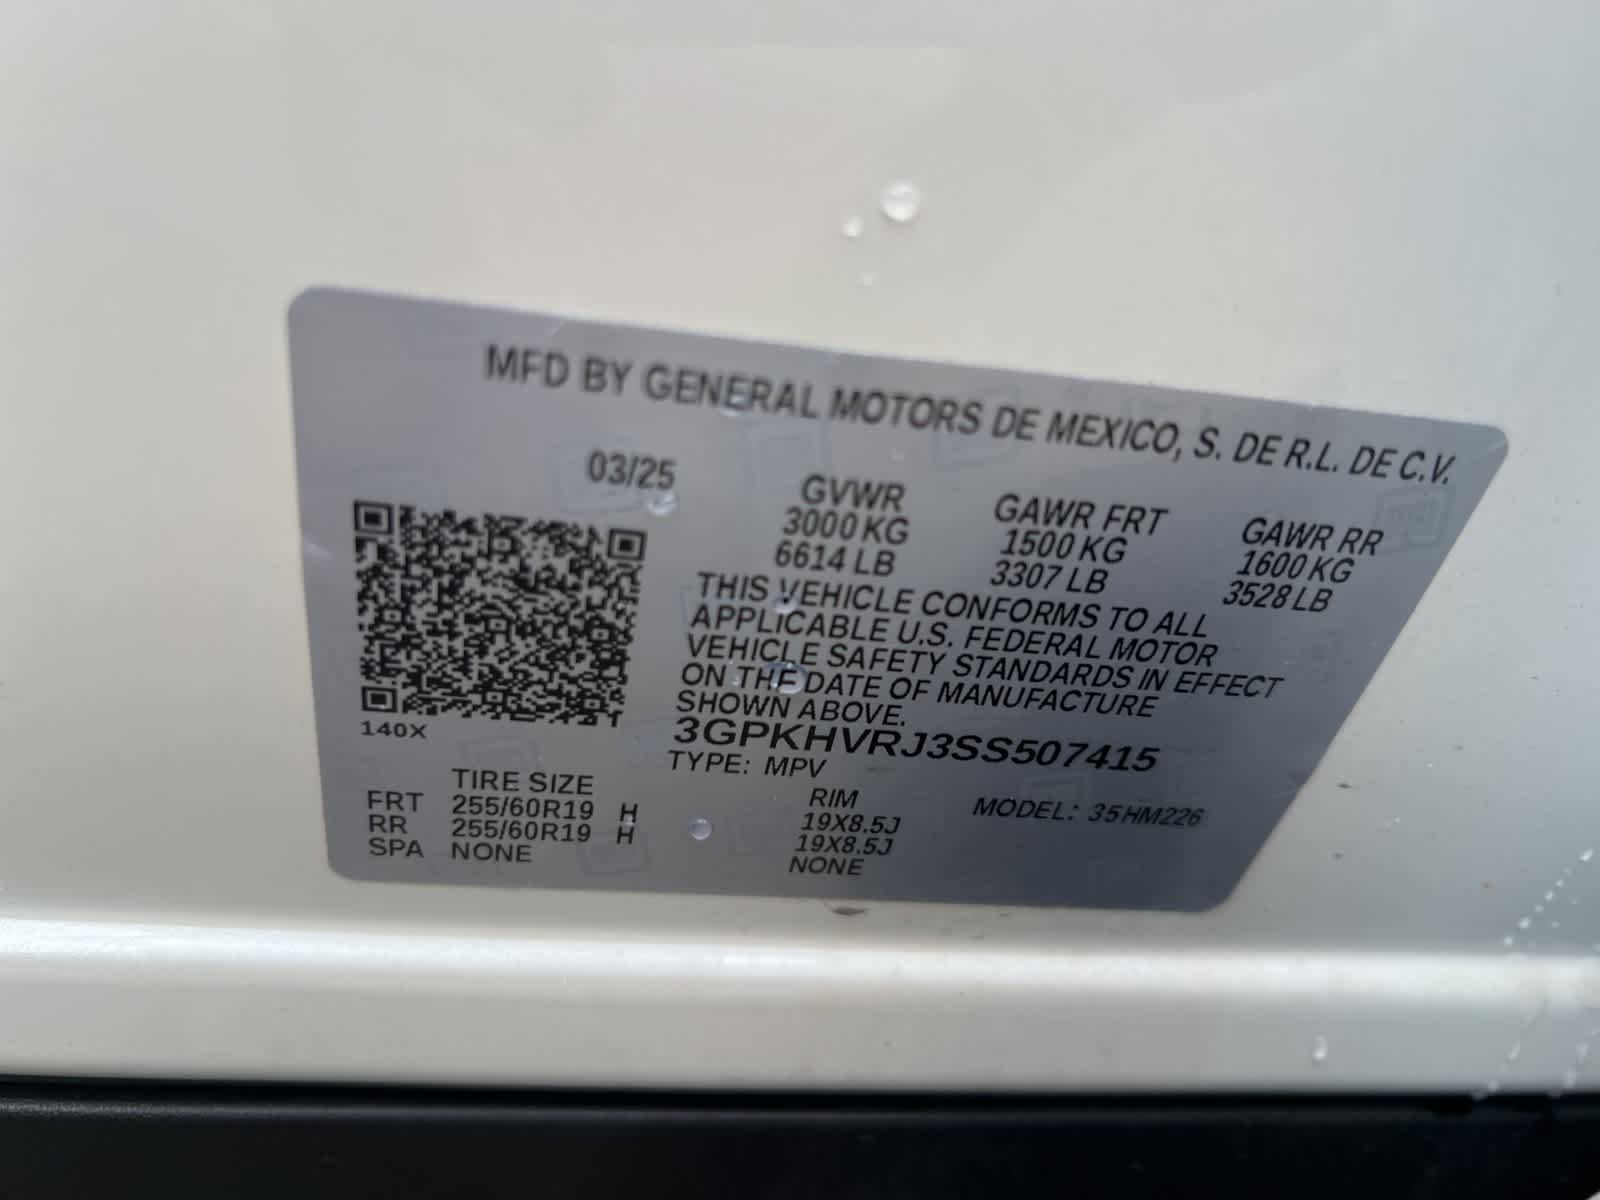 MFD BY GENERAL MOTORS DE MEXICO, S. DE R.L. DE C.V.
03/25
GVWR GAWR FRT GAWR RR
3000 KG 1500 KG 1600 KG
6614 LB 3307 LB 3528 LB
THIS VEHICLE CONFORMS TO ALL
APPLICABLE U.S. FEDERAL MOTOR
VEHICLE SAFETY STANDARDS IN EFFECT
ON THE DATE OF MANUFACTURE
SHOWN ABOVE.
3GPKHVRJ3SS507415
140X
TYPE: MPV
TIRE SIZE RIM MODEL: 35HM226
FRT 255/60R19 H 19X8.5J
RR 255/60R19 H 19X8.5J
SPA NONE NONE